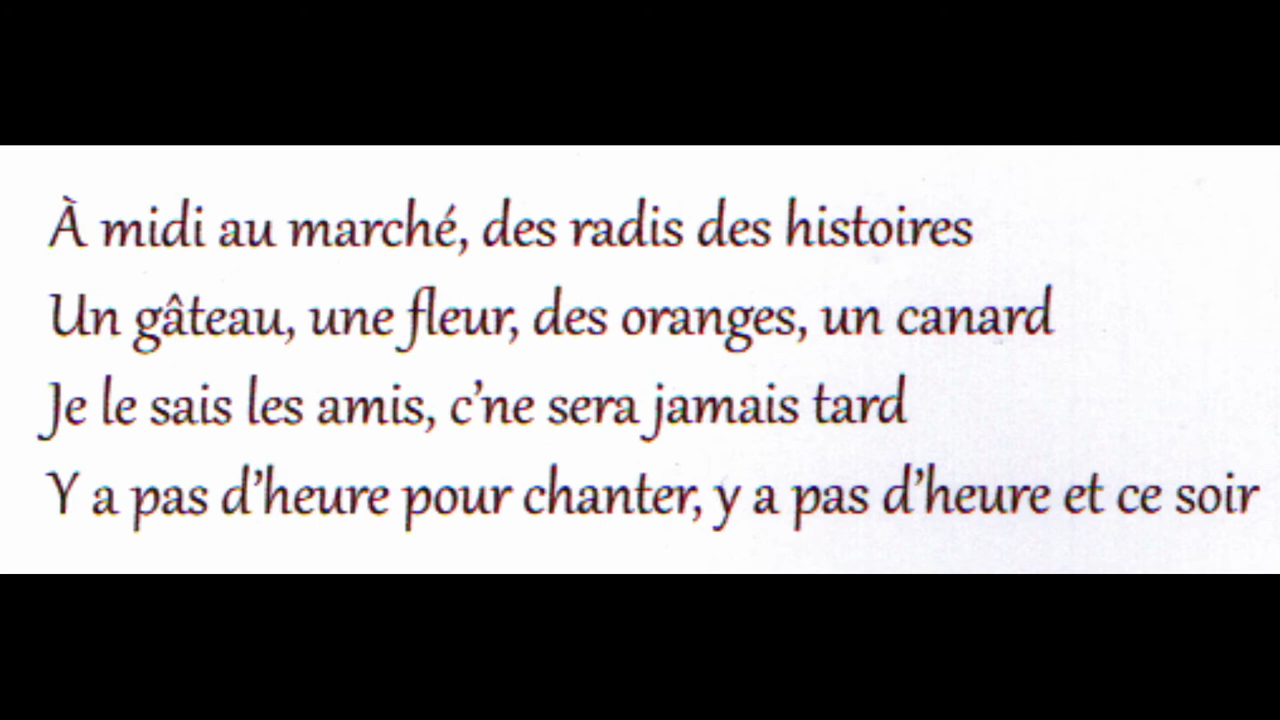 À midi au marché, des radis des histoires
Un gâteau, une fleur, des oranges, un canard
Je le sais les amis, c’ne sera jamais tard
Y a pas d’heure pour chanter, y a pas d’heure et ce soir